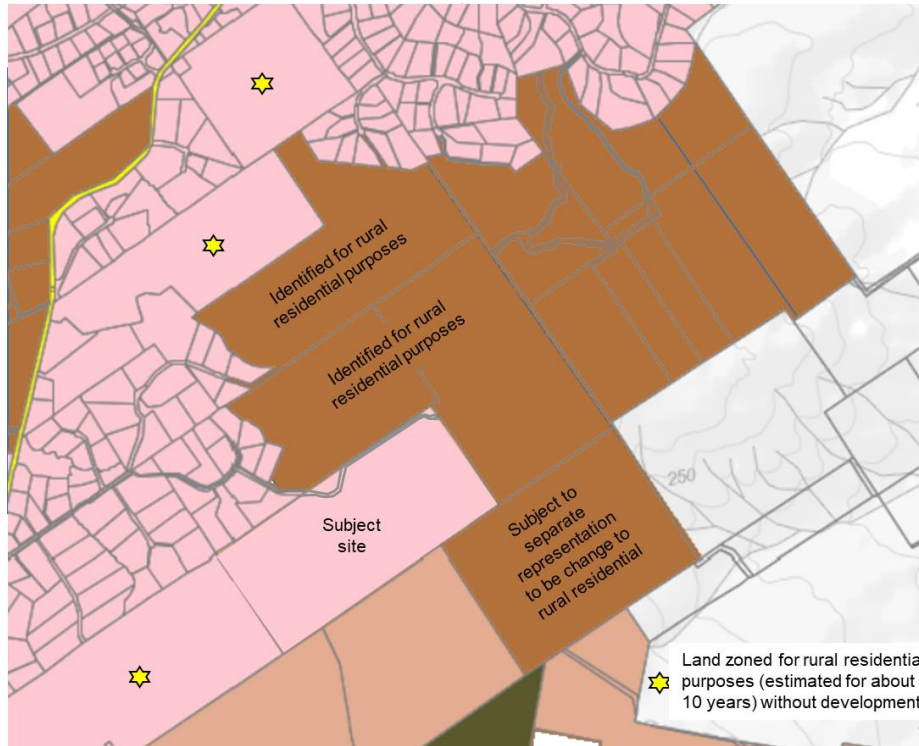 Identified for rural
residential purposes
Identified for rural
residential purposes
250
Subject
site
Subject to
separate
representation
to be change to
rural residential
Land zoned for rural residentia
purposes (estimated for about
10 years) without development